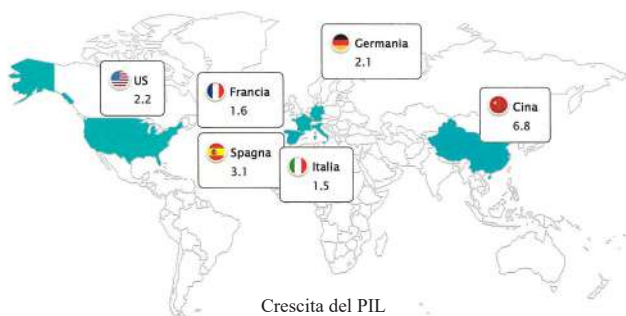 Germania
2.1
US
2.2
Francia
1.6
Cina
6.8
Spagna
3.1
Italia
1.5
Crescita del PIL